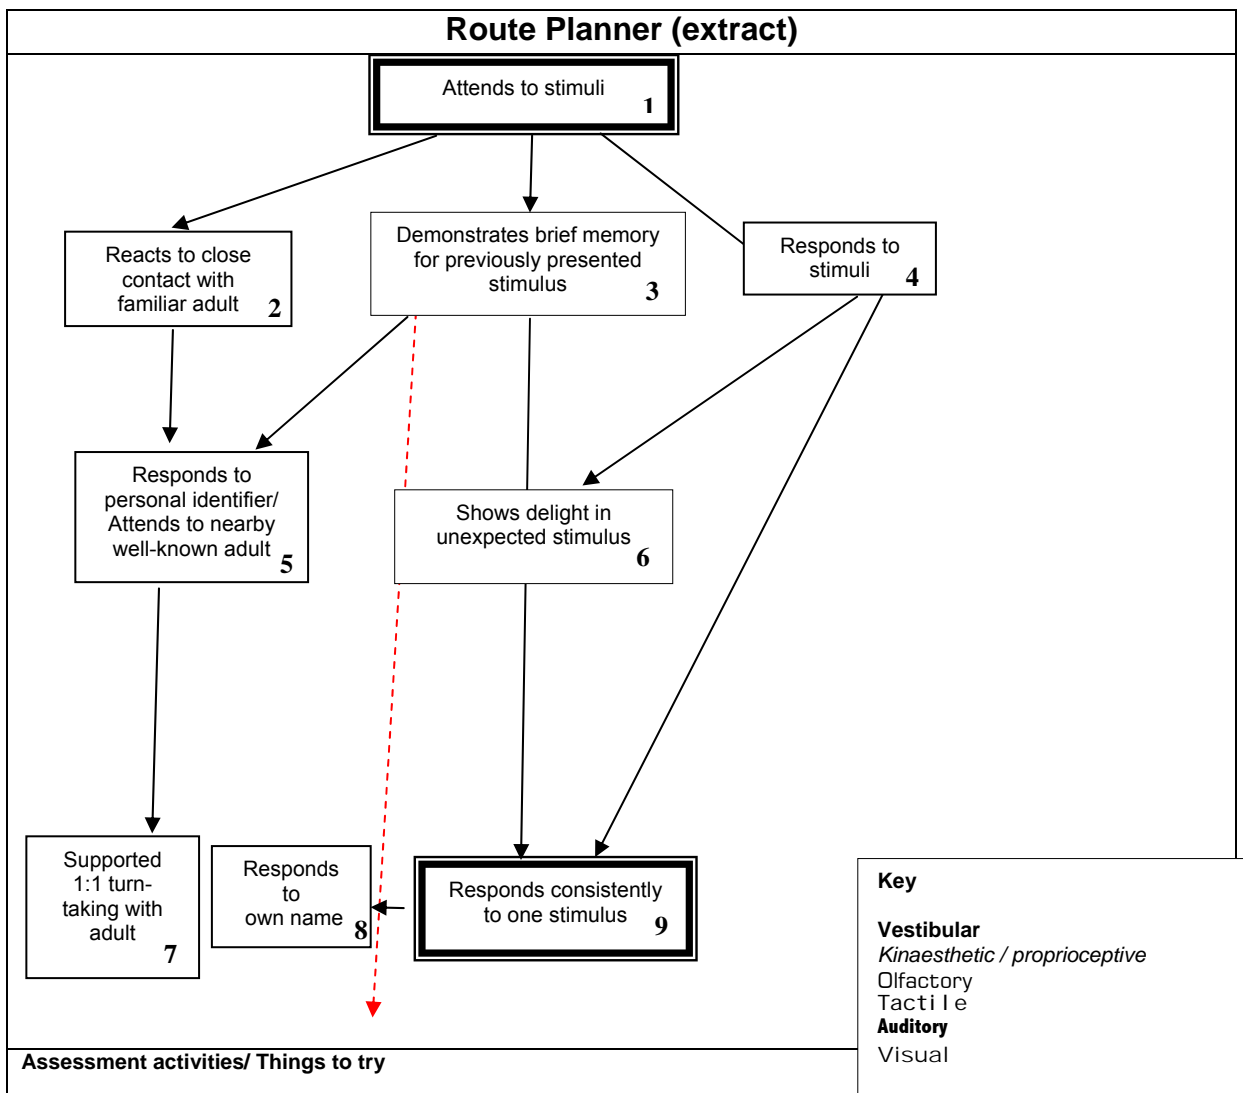 Route Planner (extract)
Attends to stimuli
1
Reacts to close
contact with
familiar adult
2
Demonstrates brief memory
for previously presented
stimulus
3
Responds to
stimuli
4
Responds to
personal identifier/
Attends to nearby
well-known adult
5
Shows delight in
unexpected stimulus
6
Supported
1:1 turn-
taking with
adult
7
Responds
to
own name
8
Responds consistently
to one stimulus
9
Key
Vestibular
Kinaesthetic / proprioceptive
Olfactory
Tactile
Auditory
Visual
Assessment activities/ Things to try